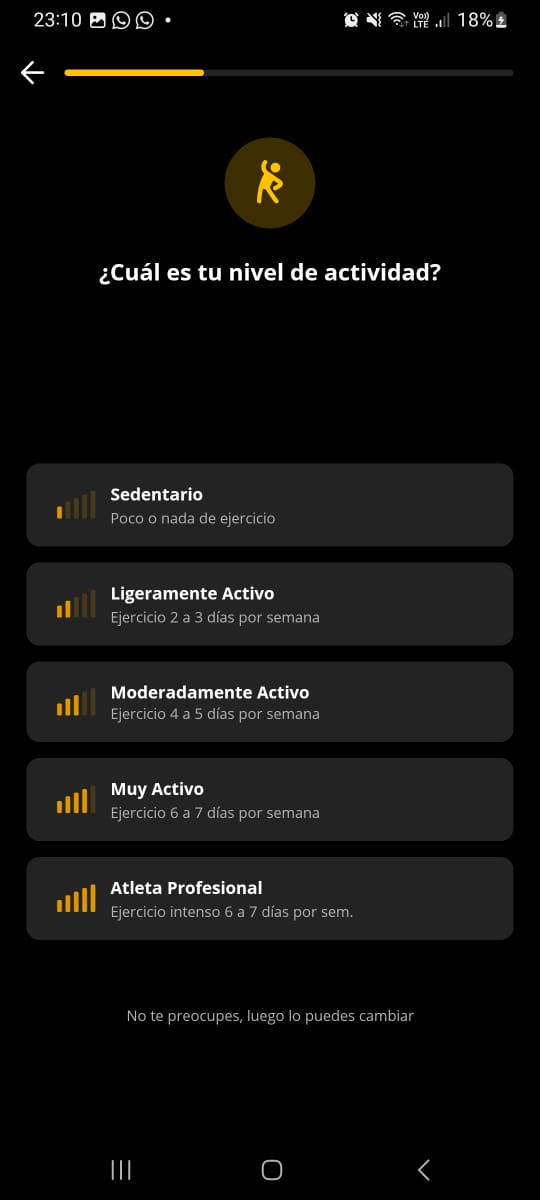 23:10
Vo))
LTE
18%
¿Cuál es tu nivel de actividad?
Sedentario
Poco o nada de ejercicio
Ligeramente Activo
Ejercicio 2 a 3 días por semana
Moderadamente Activo
Ejercicio 4 a 5 días por semana
Muy Activo
Ejercicio 6 a 7 días por semana
Atleta Profesional
Ejercicio intenso 6 a 7 días por sem.
No te preocupes, luego lo puedes cambiar